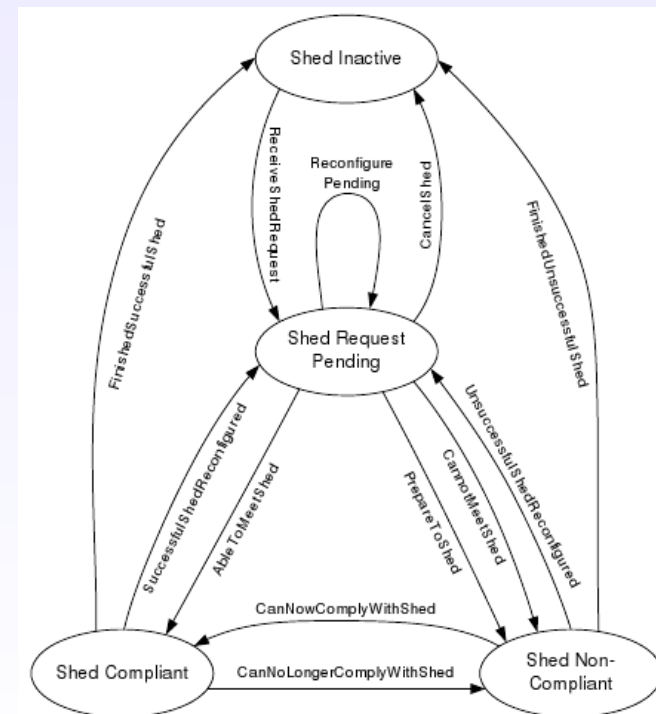 Shed Inactive
ReceiveShedRequest
Reconfigure
Pending
CancelShed
FinishedSuccessfulShed
FinishedUnsuccessfulShed
Shed Request
Pending
SuccessfulShedReconfigured
AbleToMeetShed
PrepareToShed
CannotMeetShed
UnsuccessfulShedReconfigured
CanNowComplyWithShed
Shed Compliant
CanNoLongerComplyWithShed
Shed Non-
Compliant